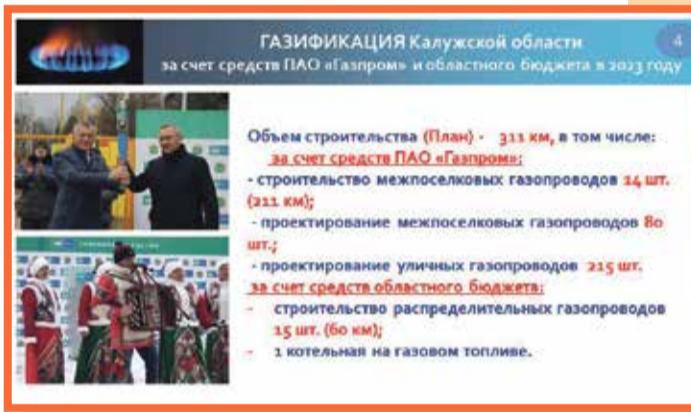 ГАЗИФИКАЦИЯ Калужской области
4
за счет средств ПАО «Газпром» и областного бюджета в 2023 году
Объем строительства (План) - 311 км, в том числе:
за счет средств ПАО «Газпром»:
- строительство межпоселковых газопроводов 14 шт.
(211 км);
- проектирование межпоселковых газопроводов 80
шт.;
- проектирование уличных газопроводов 215 шт.
за счет средств областного бюджета:
- строительство распределительных газопроводов
15 шт. (60 км);
- 1 котельная на газовом топливе.